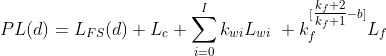 PL(d) = L_{FS}(d) + L_c + \sum_{i=0}^{I} k_{wi} L_{wi} + k_f^{[\frac{k_f+2}{k_f+1} - b]} L_f